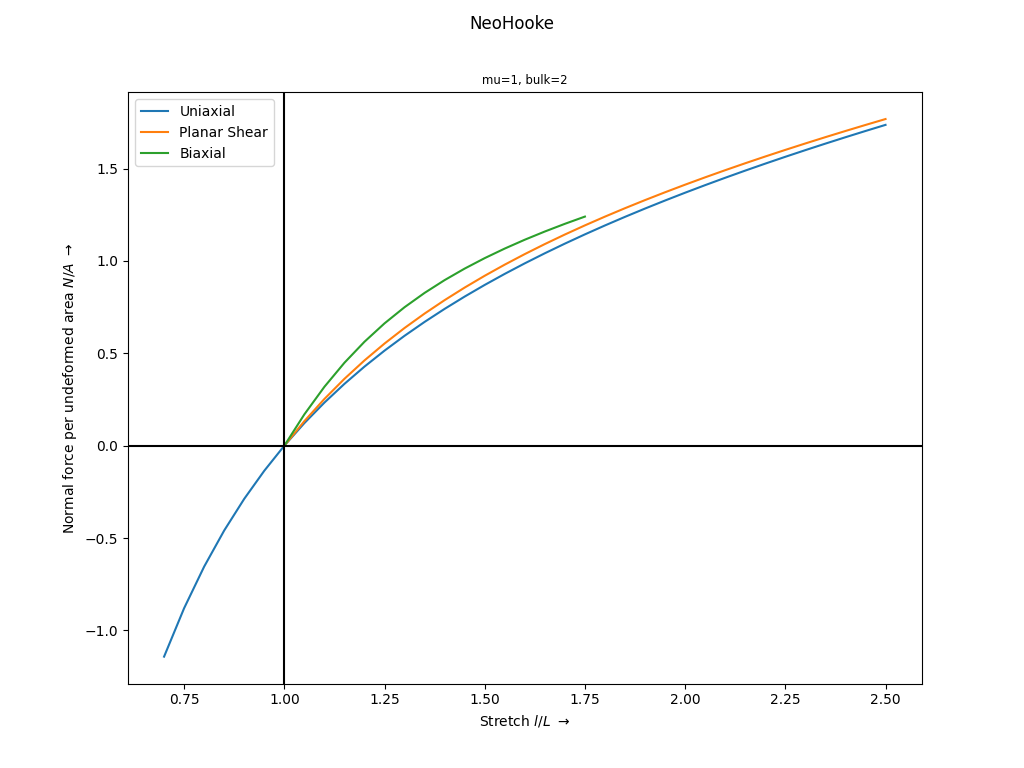 NeoHooke
mu=1, bulk=2
Uniaxial
Planar Shear
Biaxial
Normal force per undeformed area N/A →
1.5
1.0
0.5
0.0
−0.5
−1.0
0.75 1.00 1.25 1.50 1.75 2.00 2.25 2.50
Stretch l/L →